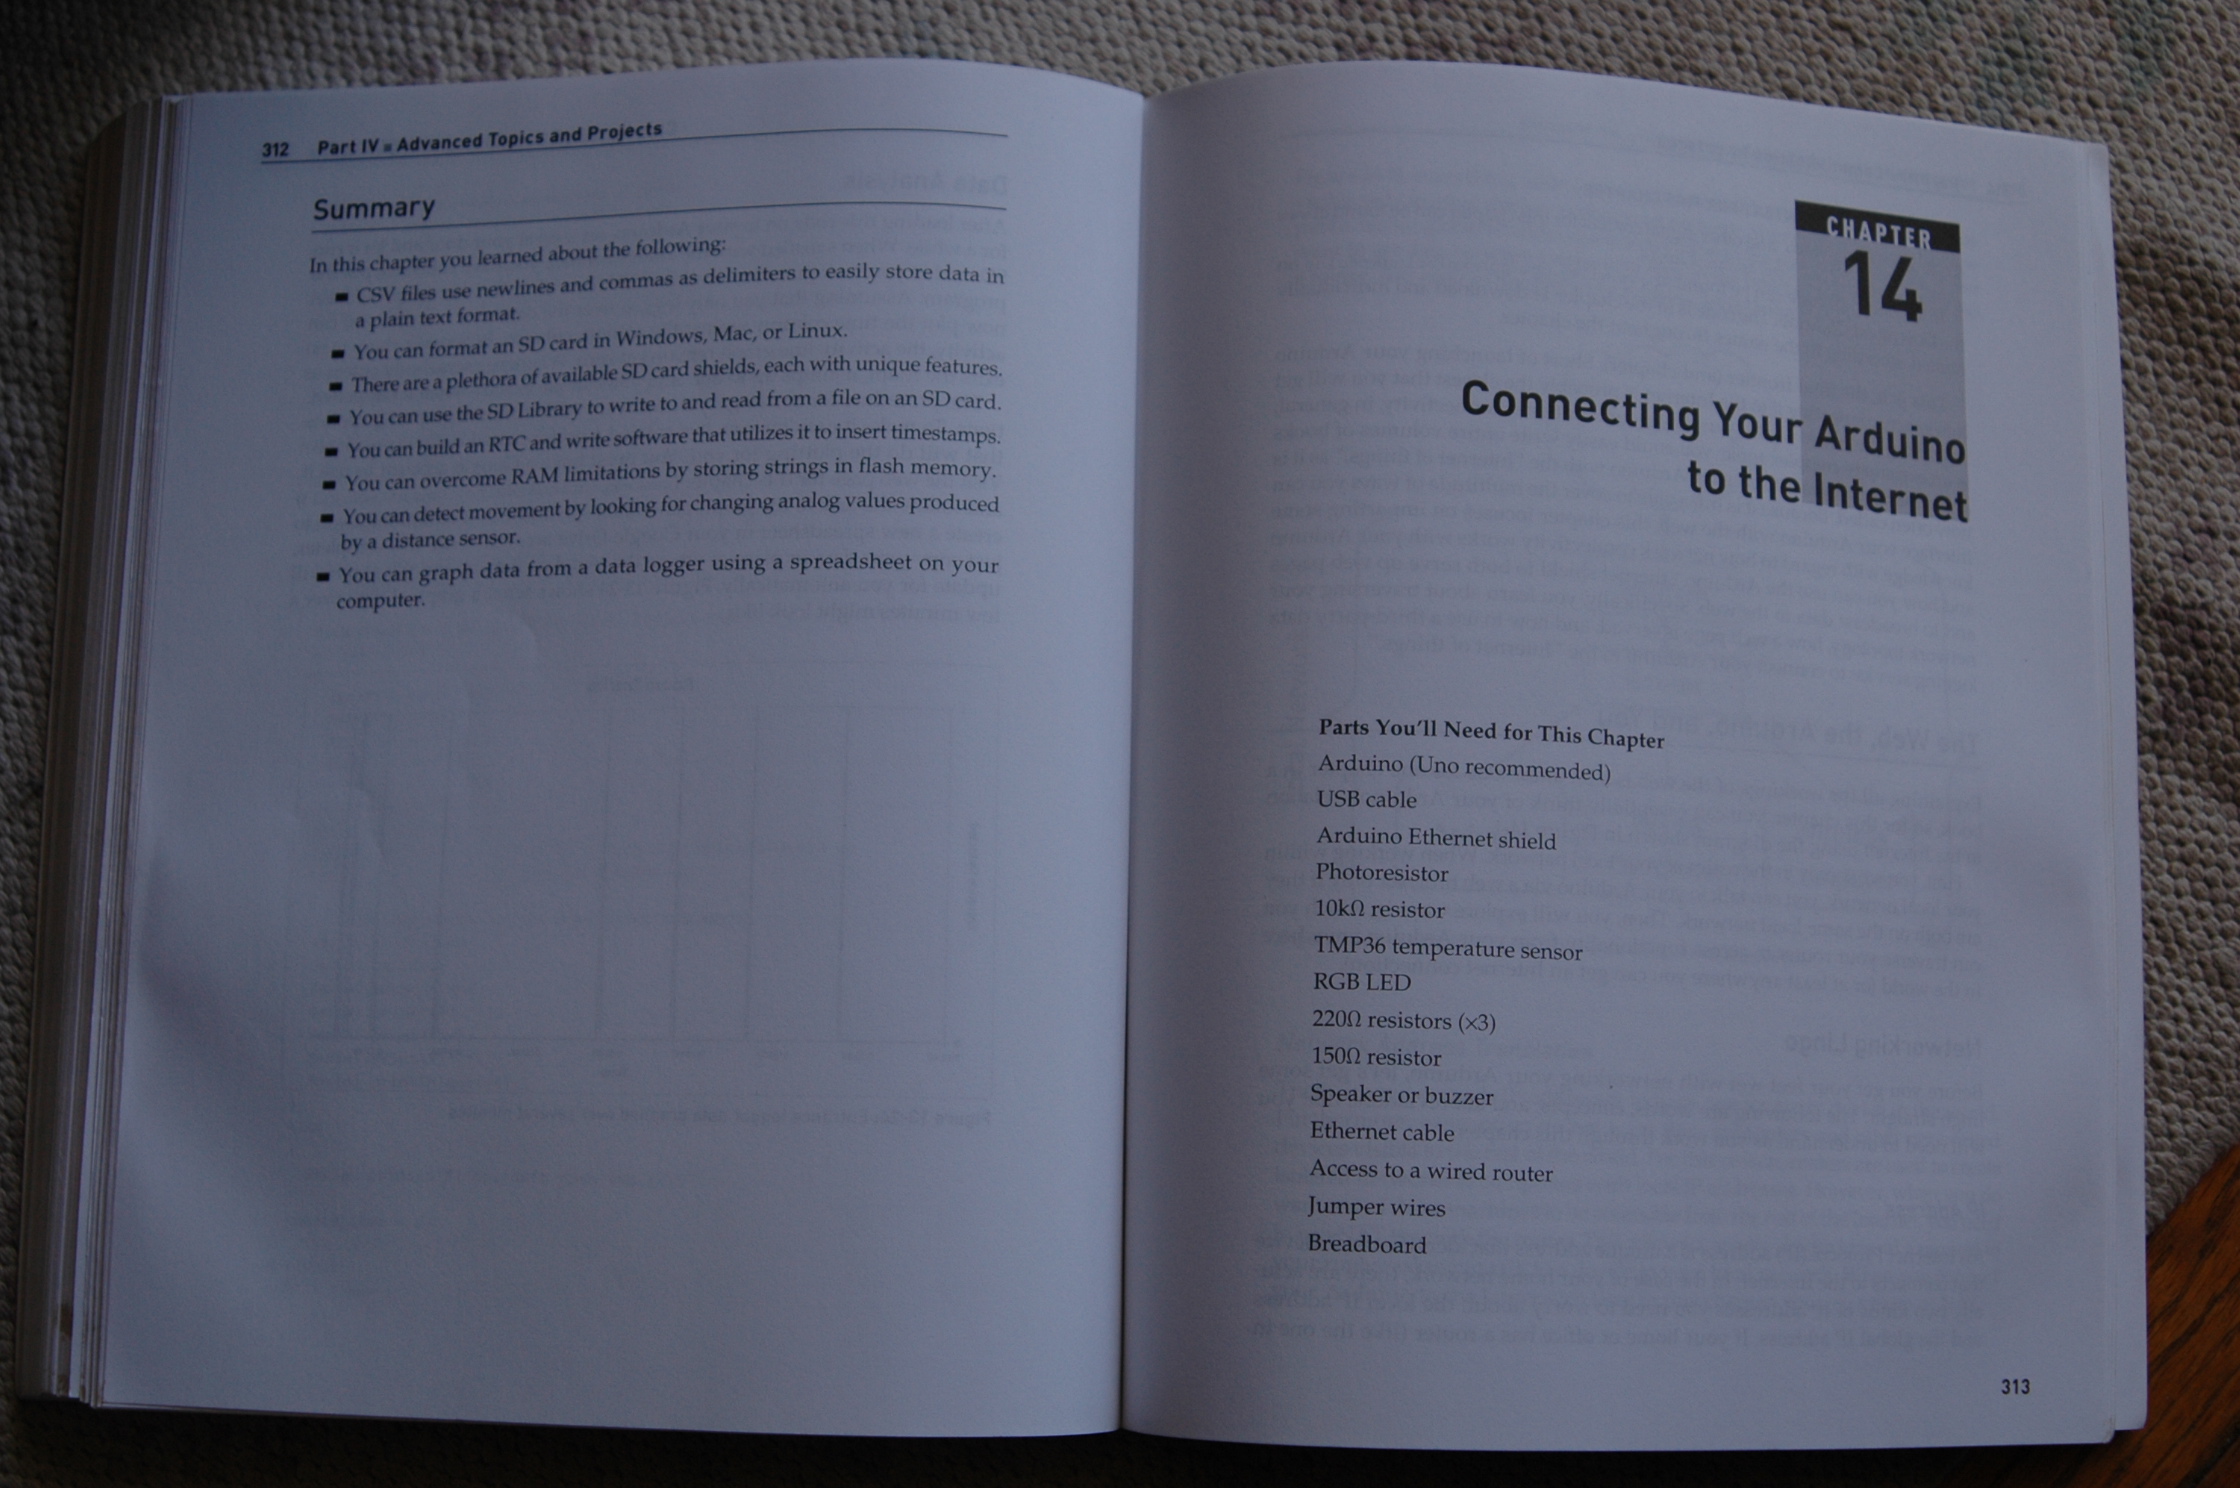 312 Part IV ■ Advanced Topics and Projects
Summary
In this chapter you learned about the following:
■ CSV files use newlines and commas as delimiters to easily store data in
a plain text format.
■ You can format an SD card in Windows, Mac, or Linux.
■ There are a plethora of available SD card shields, each with unique features.
■ You can use the SD Library to write to and read from a file on an SD card.
■ You can build an RTC and write software that utilizes it to insert timestamps.
■ You can overcome RAM limitations by storing strings in flash memory.
■ You can detect movement by looking for changing analog values produced
by a distance sensor.
■ You can graph data from a data logger using a spreadsheet on your
computer.
CHAPTER
14
Connecting Your Arduino
to the Internet
Parts You'll Need for This Chapter
Arduino (Uno recommended)
USB cable
Arduino Ethernet shield
Photoresistor
10kΩ resistor
TMP36 temperature sensor
RGB LED
220Ω resistors (×3)
150Ω resistor
Speaker or buzzer
Ethernet cable
Access to a wired router
Jumper wires
Breadboard
313